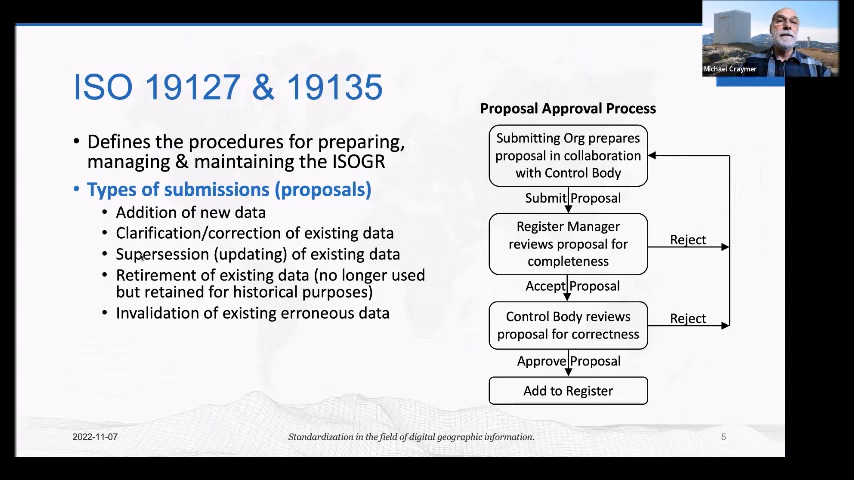 Michael Craymer
ISO 19127 & 19135
• Defines the procedures for preparing,
managing & maintaining the ISOGR
• Types of submissions (proposals)
• Addition of new data
• Clarification/correction of existing data
• Supersession (updating) of existing data
• Retirement of existing data (no longer used
but retained for historical purposes)
• Invalidation of existing erroneous data
Proposal Approval Process
Submitting Org prepares
proposal in collaboration
with Control Body
Submit Proposal
Register Manager
reviews proposal for
completeness
Reject
Accept Proposal
Control Body reviews
proposal for correctness
Reject
Approve Proposal
Add to Register
2022-11-07
Standardization in the field of digital geographic information.
5